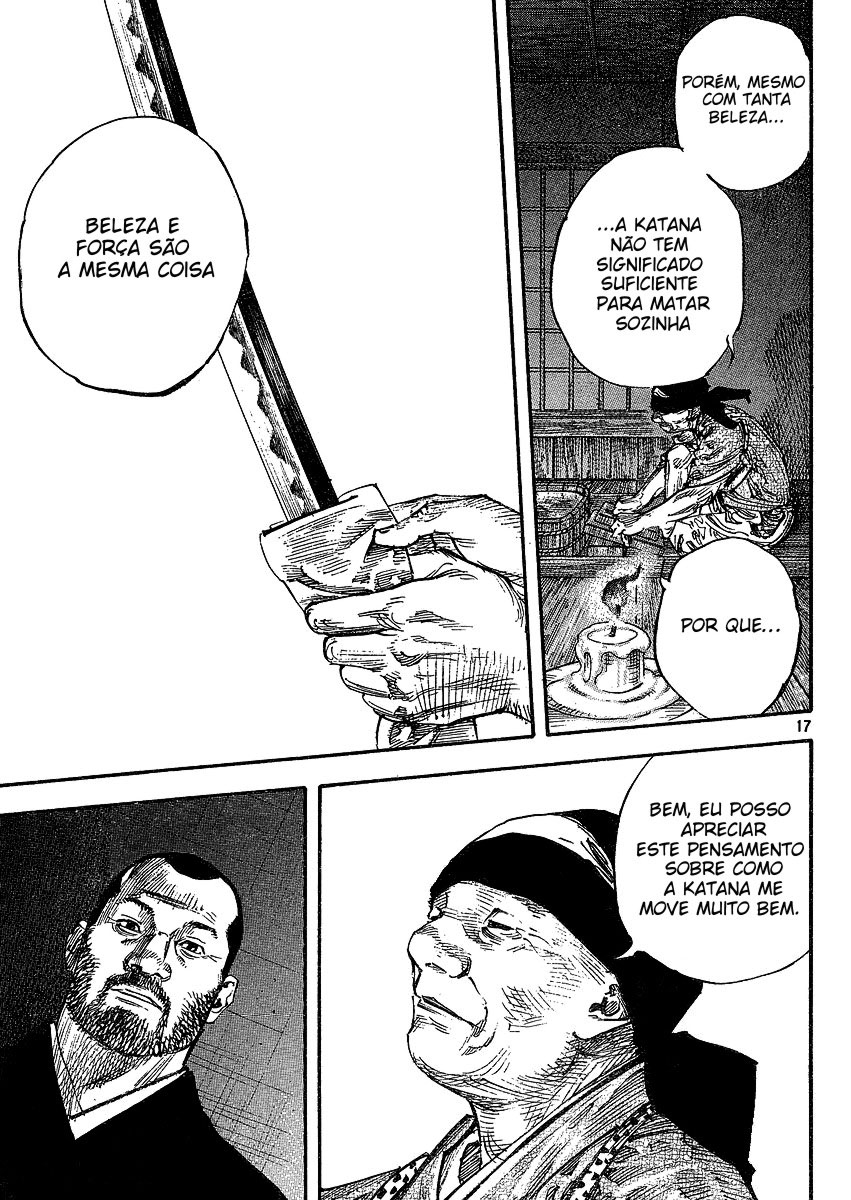 PORÉM, MESMO
COM TANTA
BELEZA...
...A KATANA
NÃO TEM
SIGNIFICADO
SUFICIENTE
PARA MATAR
SOZINHA
POR QUE...
BELEZA E
FORÇA SÃO
A MESMA COISA
17
BEM, EU POSSO
APRECIAR
ESTE PENSAMENTO
SOBRE COMO
A KATANA ME
MOVE MUITO BEM.